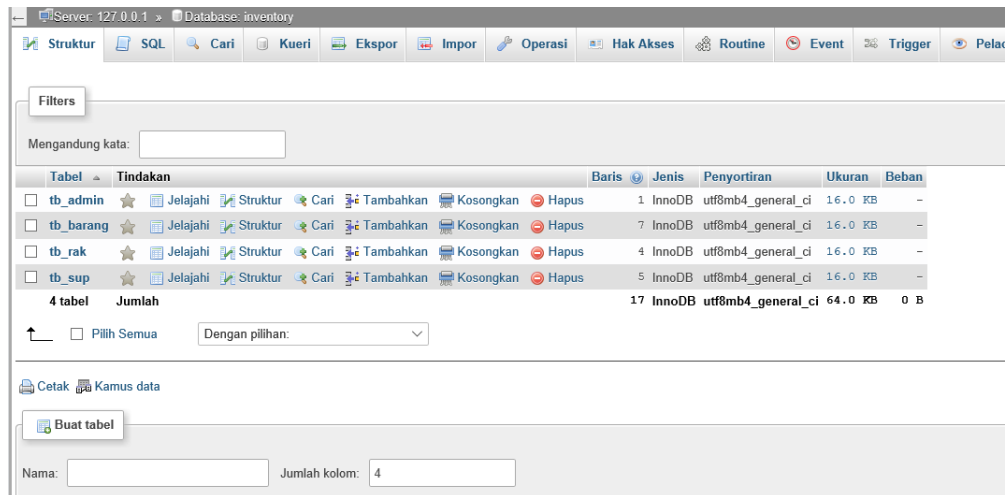 Server: 127.0.0.1 » Database: inventory
Struktur SQL Cari Kueri Ekspor Impor Operasi Hak Akses Routine Event Trigger Pelac
Filters
Mengandung kata:
Tabel Tindakan Baris Jenis Penyortiran Ukuran Beban
tb_admin Jelajahi Struktur Cari Tambahkan Kosongkan Hapus 1 InnoDB utf8mb4_general_ci 16.0 KB -
tb_barang Jelajahi Struktur Cari Tambahkan Kosongkan Hapus 7 InnoDB utf8mb4_general_ci 16.0 KB -
tb_rak Jelajahi Struktur Cari Tambahkan Kosongkan Hapus 4 InnoDB utf8mb4_general_ci 16.0 KB -
tb_sup Jelajahi Struktur Cari Tambahkan Kosongkan Hapus 5 InnoDB utf8mb4_general_ci 16.0 KB -
4 tabel Jumlah 17 InnoDB utf8mb4_general_ci 64.0 KB 0 B
Pilih Semua Dengan pilihan:
Cetak Kamus data
Buat tabel
Nama: Jumlah kolom: 4